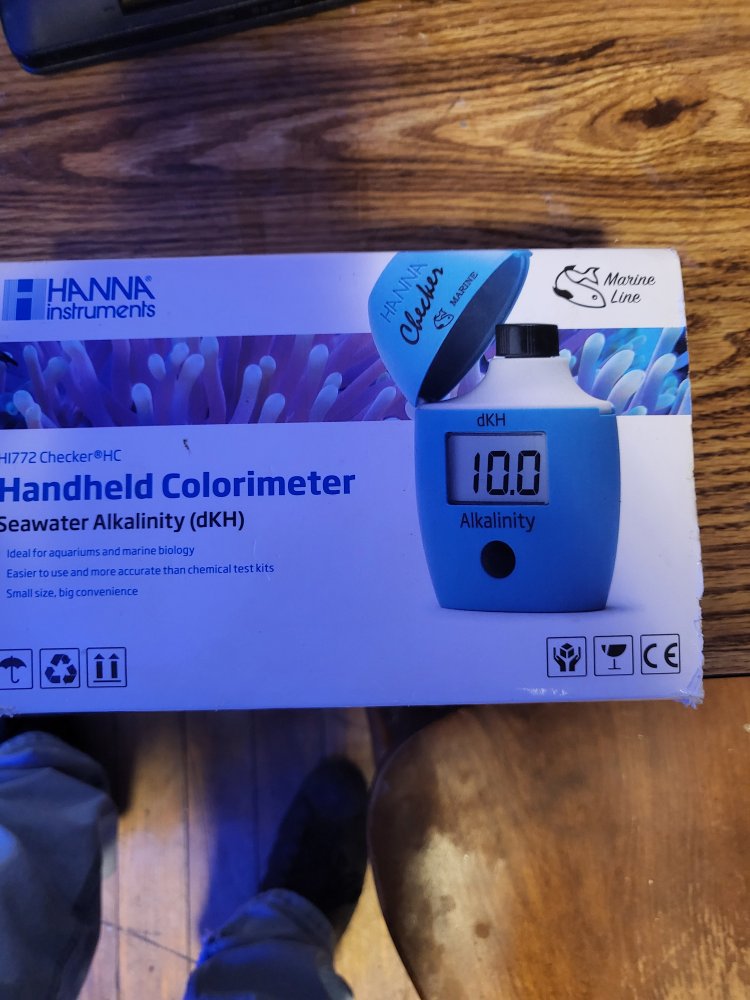 HANNA®
instruments
HANNA
Checker
MARINE
Marine
Line
HI772 Checker®HC
Handheld Colorimeter
Seawater Alkalinity (dKH)
Ideal for aquariums and marine biology
Easier to use and more accurate than chemical test kits
Small size, big convenience
dKH
10.0
Alkalinity
CE